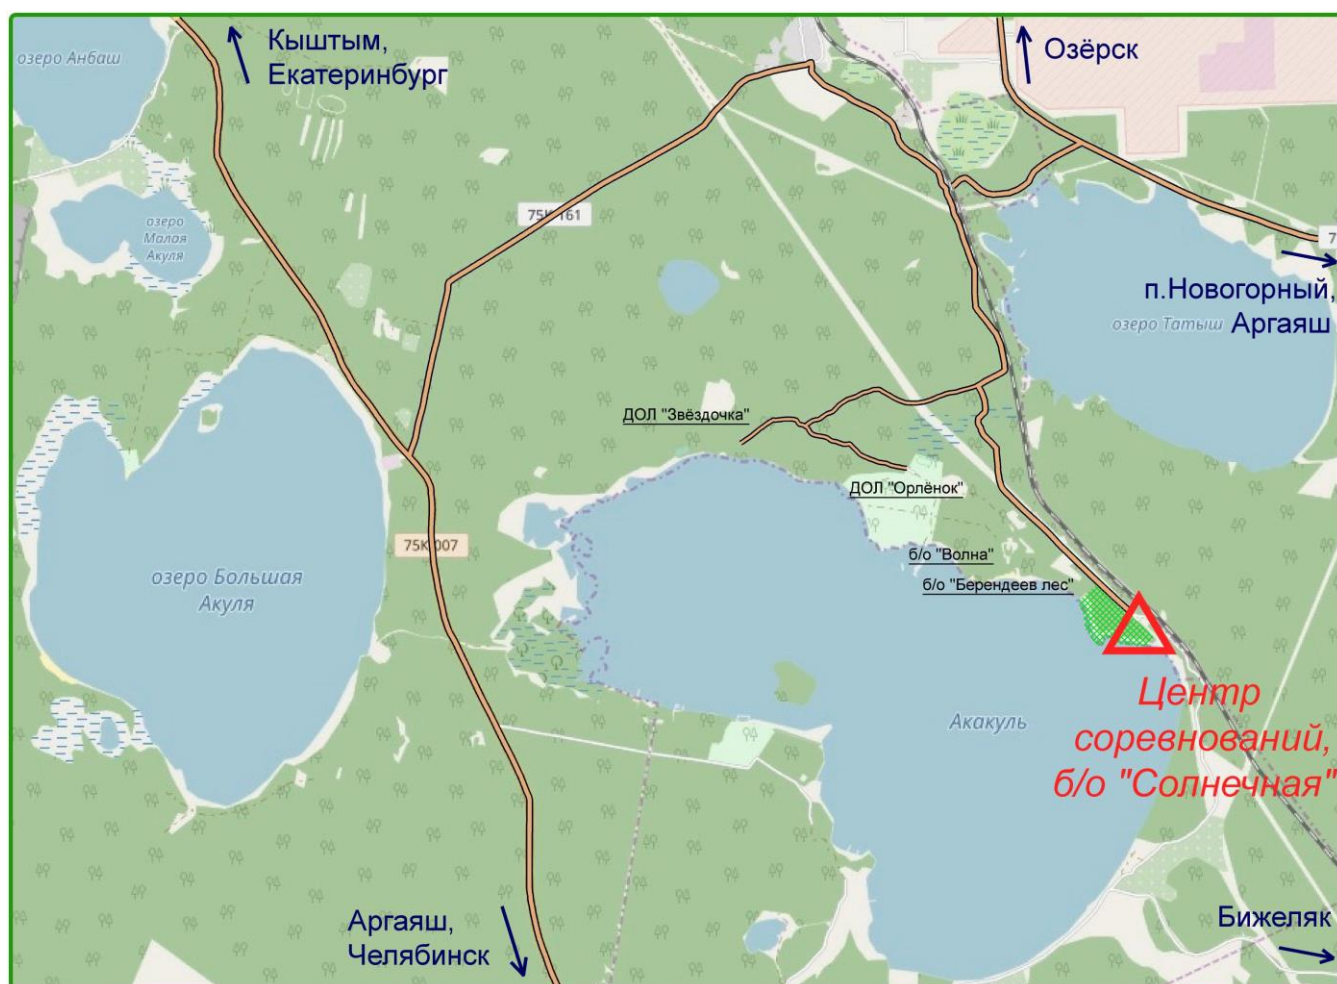 озеро Анбаш
Кыштым,
Екатеринбург
Озёрск
озеро
Малая
Акуля
75К-161
7
п.Новогорный,
Аргаяш
озеро Татыш
ДОЛ "Звёздочка"
ДОЛ "Орлёнок"
75К-007
б/о "Волна"
озеро Большая
Акуля
б/о "Берендеев лес"
Центр
соревнований,
б/о "Солнечная"
Акакуль
Аргаяш,
Челябинск
Бижеляк